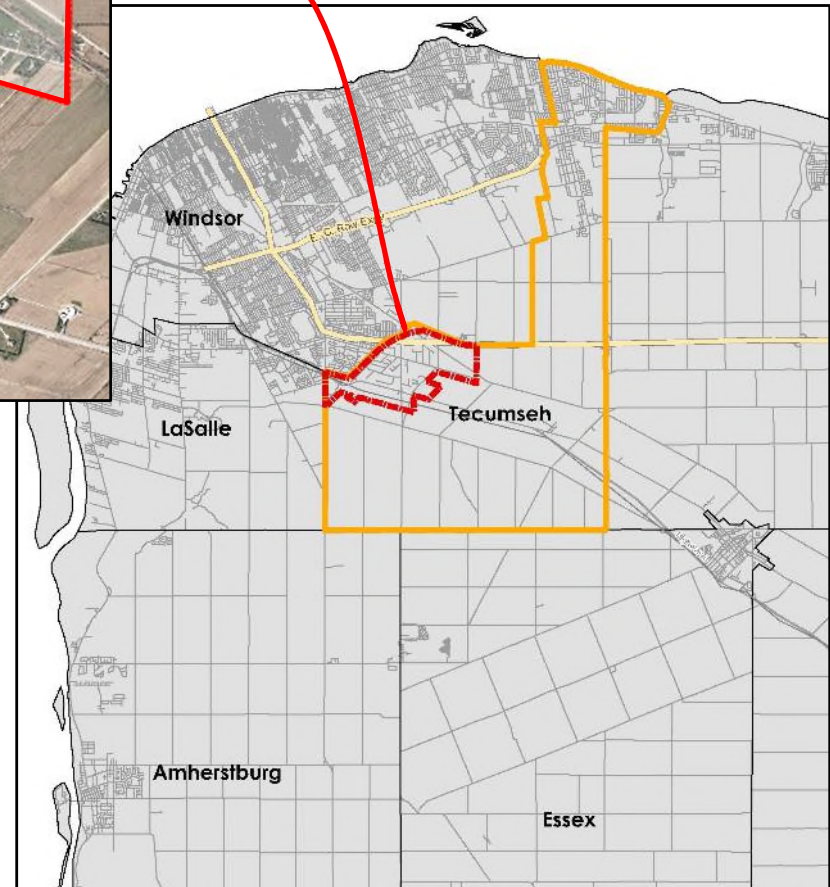 Windsor
E. C. Row Expy
LaSalle
Tecumseh
Amherstburg
Essex